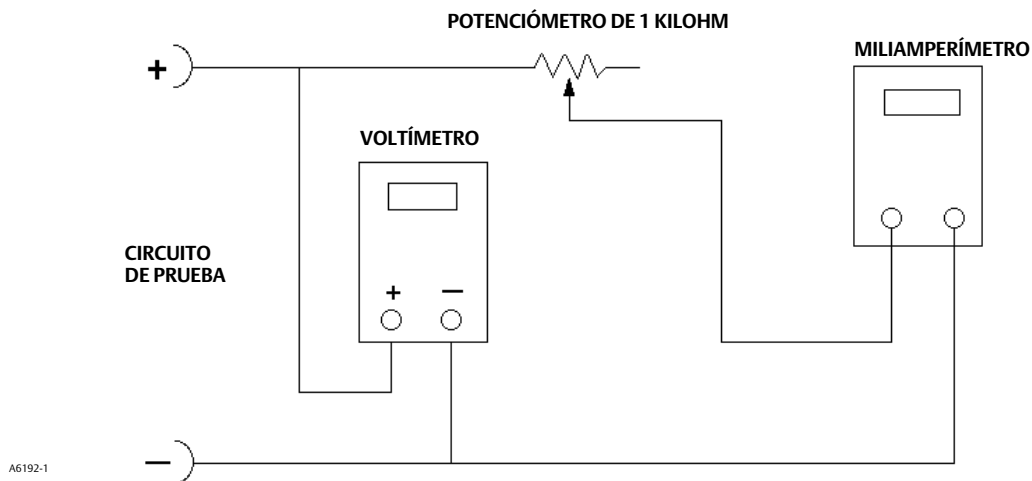 POTENCIÓMETRO DE 1 KILOHM
MILIAMPERÍMETRO
+
VOLTÍMETRO
CIRCUITO
DE PRUEBA
+ —
A6192-1
—